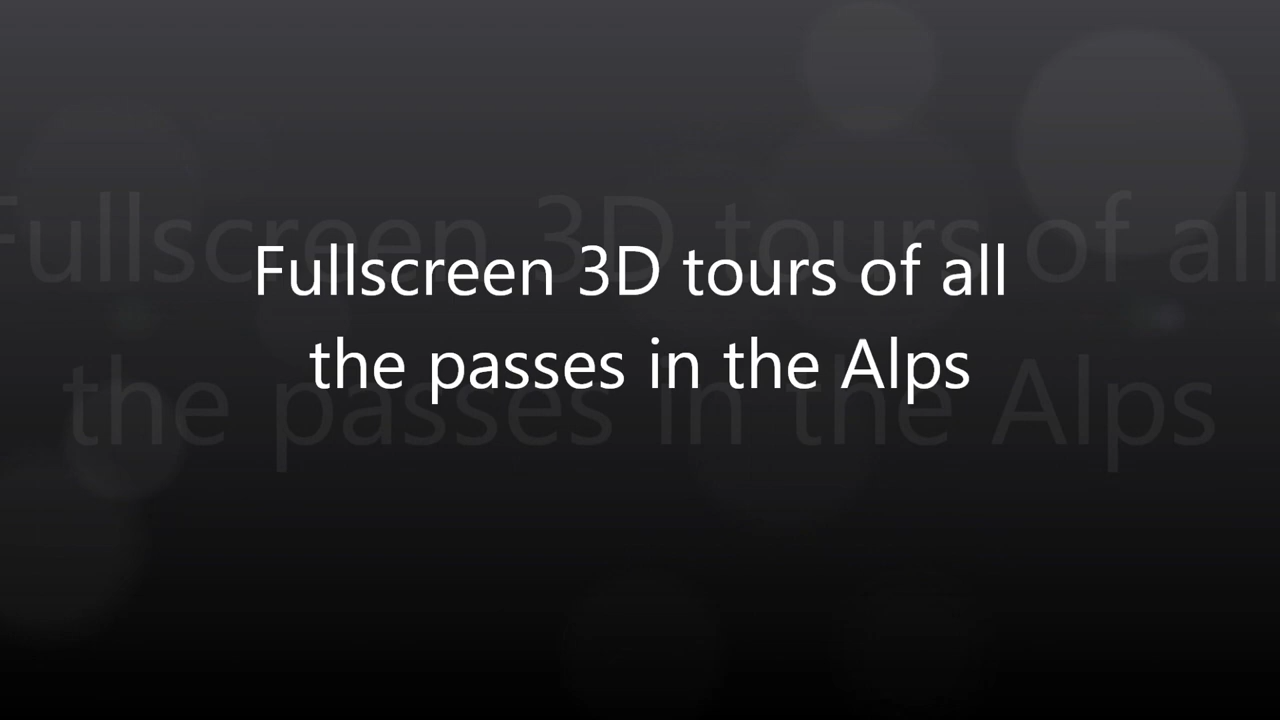 Fullscreen 3D tours of all
the passes in the Alps